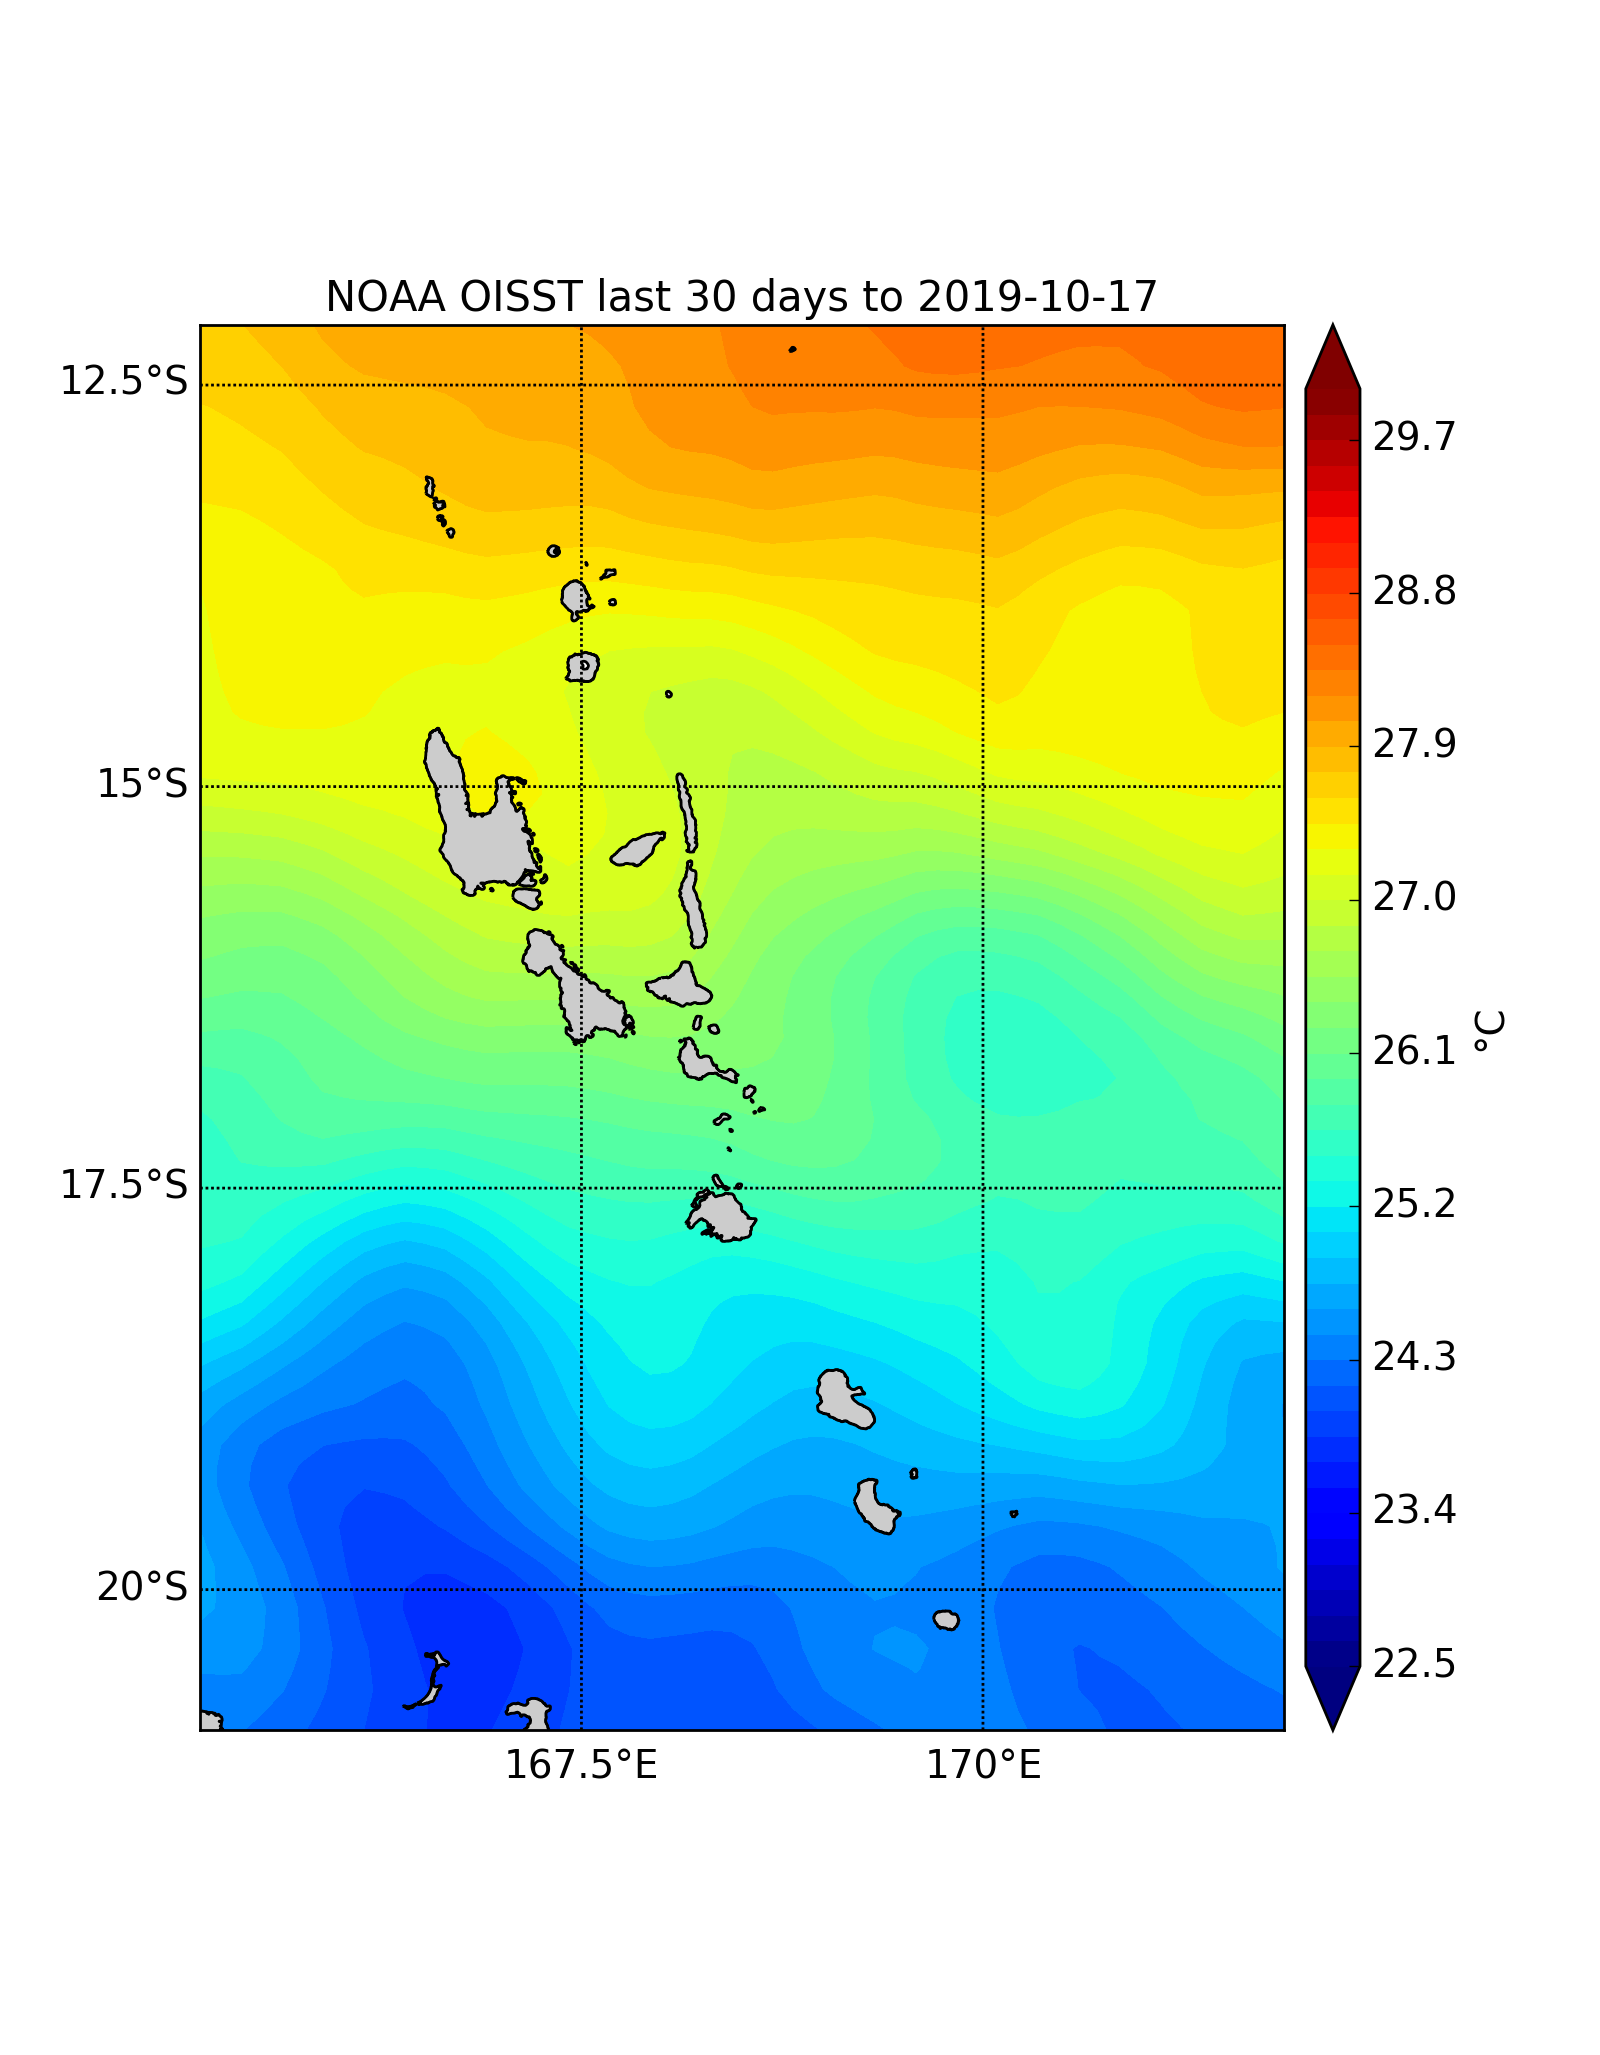 NOAA OISST last 30 days to 2019-10-17
12.5°S
15°S
17.5°S
20°S
167.5°E
170°E
29.7
28.8
27.9
27.0
26.1
25.2
24.3
23.4
22.5
°C